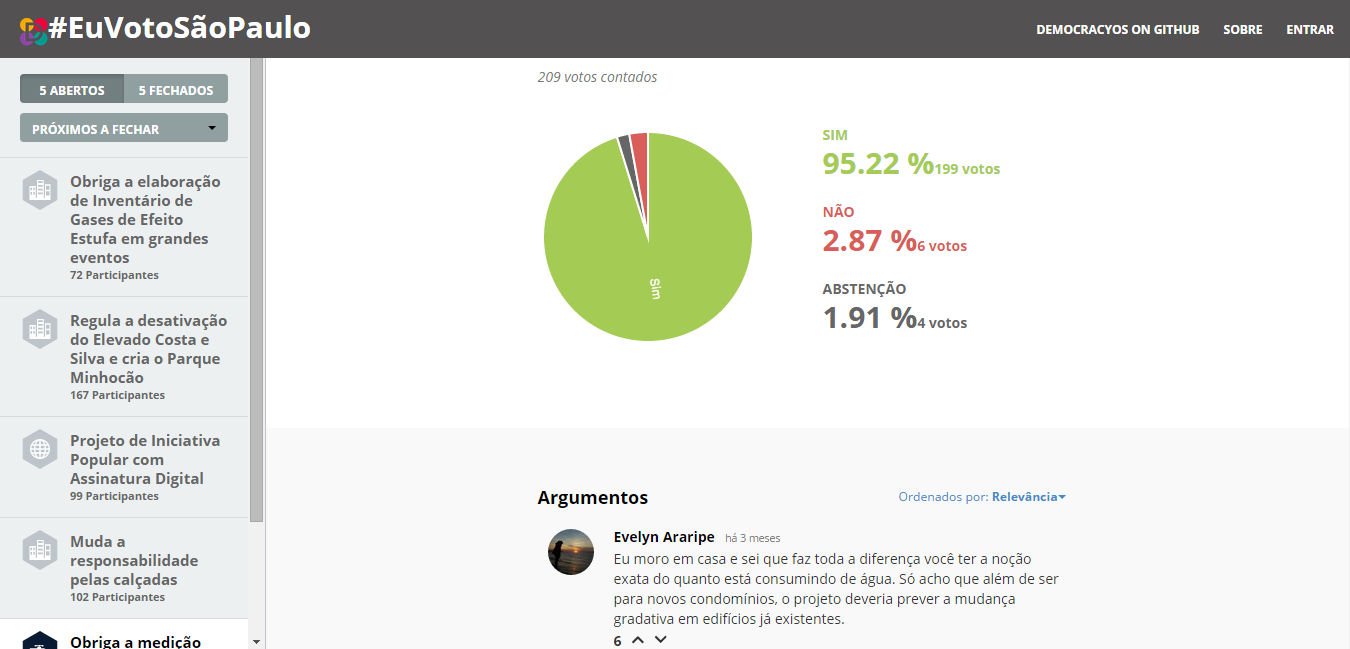 #EuVotoSãoPaulo
DEMOCRACYOS ON GITHUB
SOBRE
ENTRAR
5 ABERTOS
5 FECHADOS
PRÓXIMOS A FECHAR
Obriga a elaboração
de Inventário de
Gases de Efeito
Estufa em grandes
eventos
72 Participantes
Regula a desativação
do Elevado Costa e
Silva e cria o Parque
Minhocão
167 Participantes
Projeto de Iniciativa
Popular com
Assinatura Digital
99 Participantes
Muda a
responsabilidade
pelas calçadas
102 Participantes
Obriga a medição
209 votos contados
Sim
SIM
95.22 %199 votos
NÃO
2.87 %6 votos
ABSTENÇÃO
1.91 %4 votos
Argumentos
Ordenados por: Relevância
Evelyn Araripe há 3 meses
Eu moro em casa e sei que faz toda a diferença você ter a noção
exata do quanto está consumindo de água. Só acho que além de ser
para novos condomínios, o projeto deveria prever a mudança
gradativa em edifícios já existentes.
6